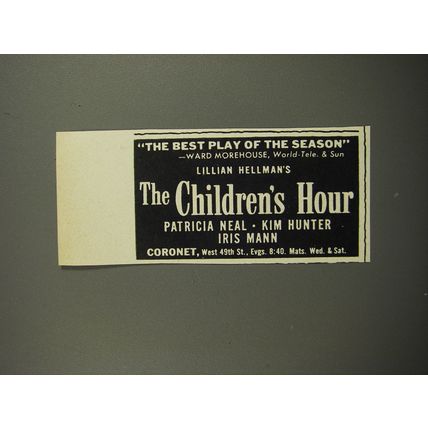 "THE BEST PLAY OF THE SEASON"
—WARD MOREHOUSE, World-Tele. & Sun
LILLIAN HELLMAN'S
The Children's Hour
PATRICIA NEAL · KIM HUNTER
IRIS MANN
CORONET, West 49th St., Evgs. 8:40. Mats. Wed. & Sat.